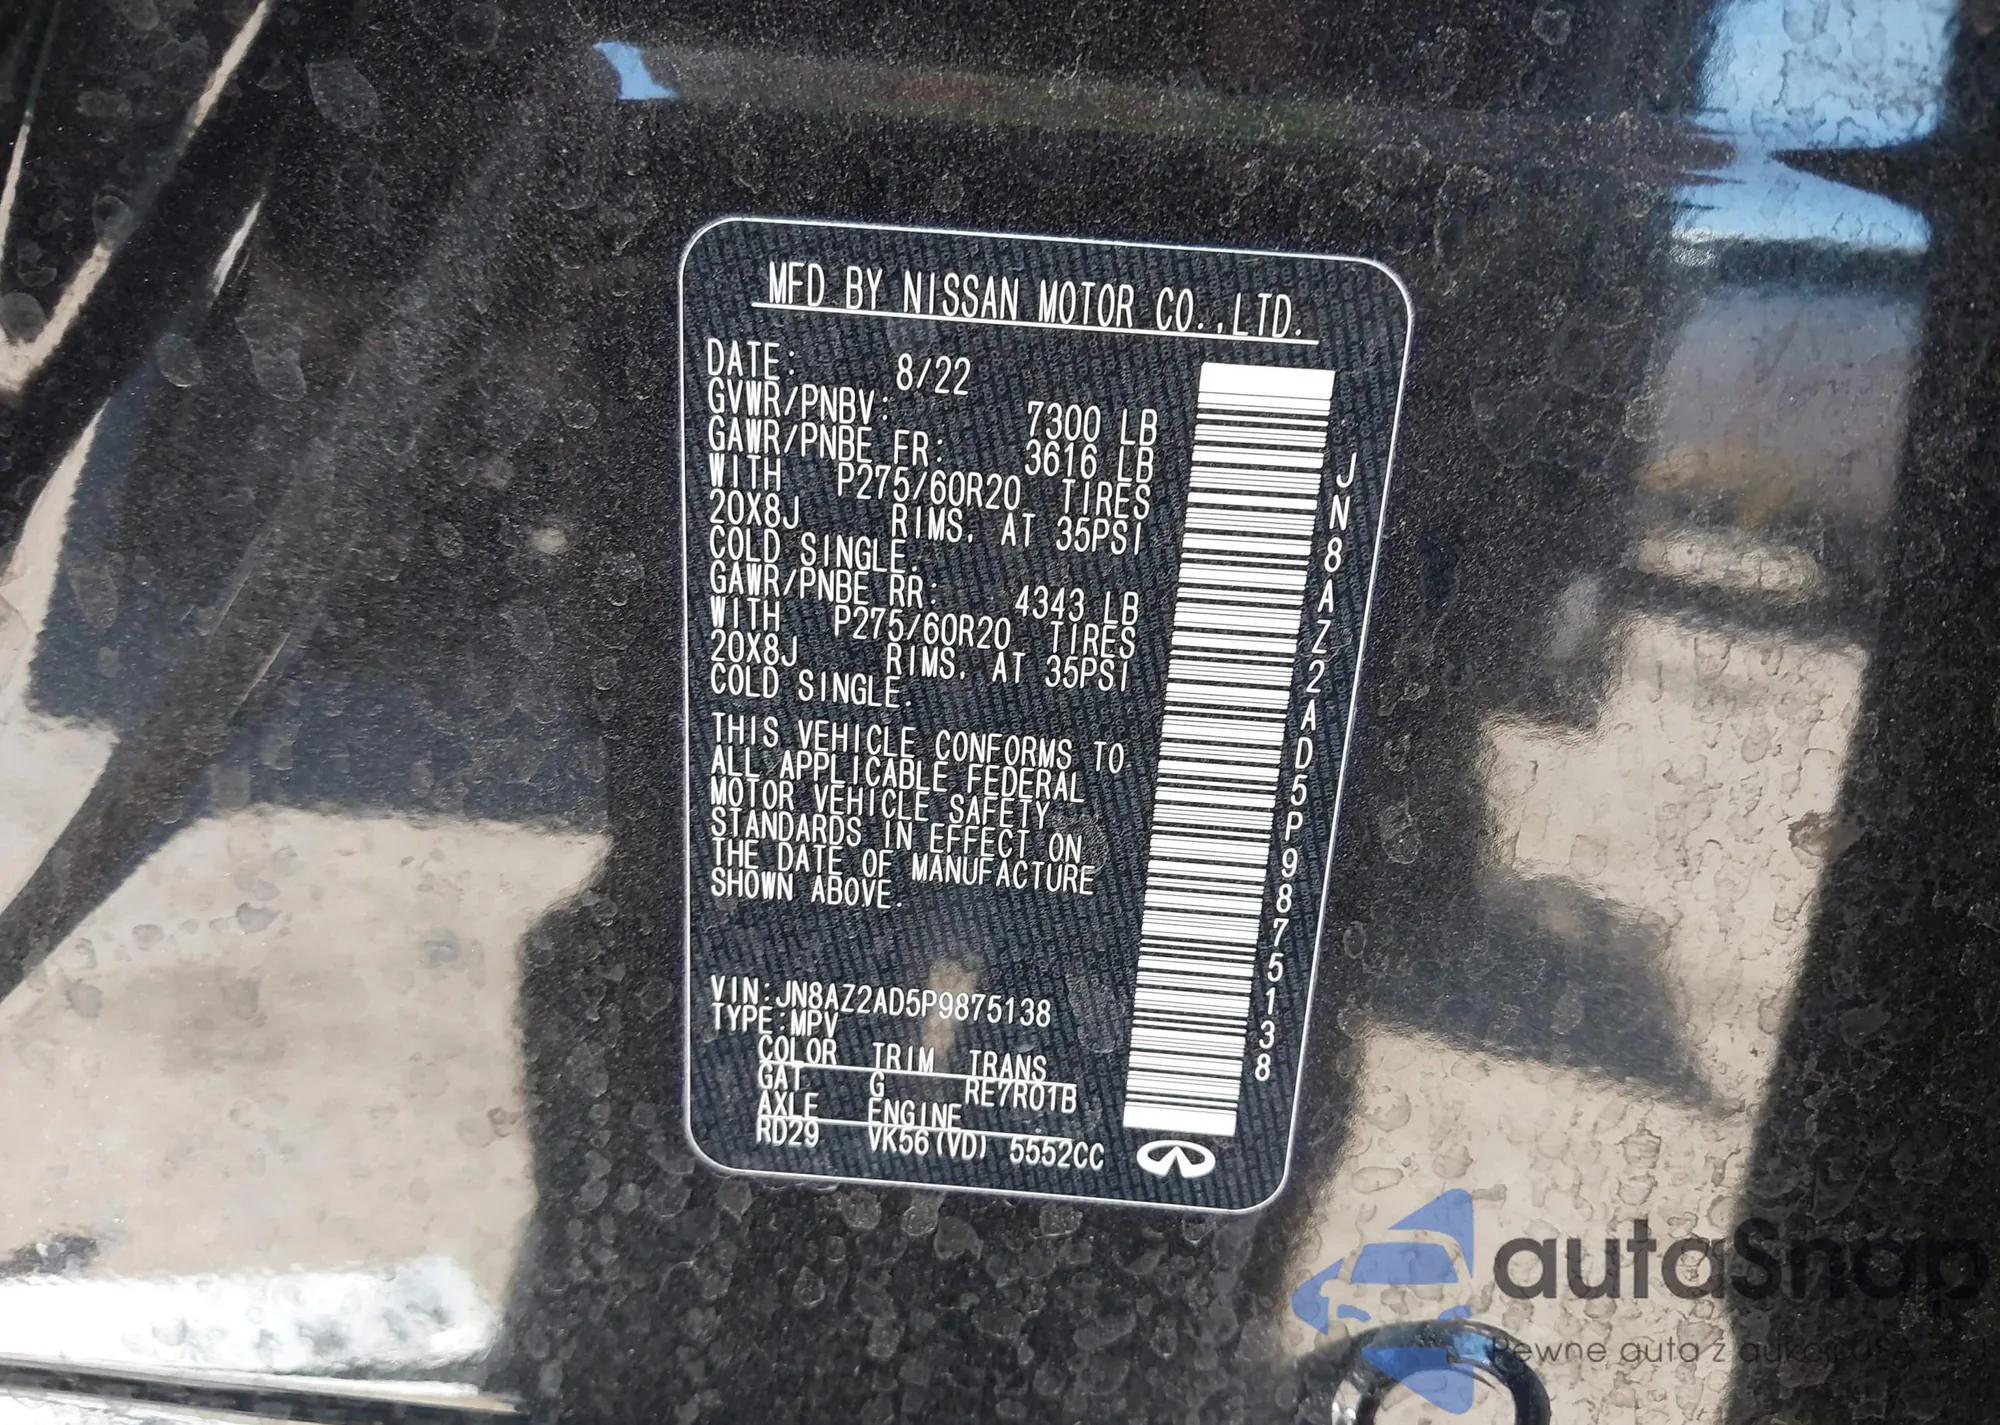 MFD BY NISSAN MOTOR CO.,LTD.
DATE: 8/22
GVWR/PNBV: 7300 LB
GAWR/PNBE FR: 3616 LB
WITH P275/60R20 TIRES
20X8J RIMS. AT 35PSI
COLD SINGLE.
GAWR/PNBE RR: 4343 LB
WITH P275/60R20 TIRES
20X8J RIMS. AT 35PSI
COLD SINGLE.
THIS VEHICLE CONFORMS TO
ALL APPLICABLE FEDERAL
MOTOR VEHICLE SAFETY
STANDARDS IN EFFECT ON
THE DATE OF MANUFACTURE
SHOWN ABOVE.
VIN:JN8AZ2AD5P9875138
TYPE:MPV
COLOR TRIM TRANS
GAT G RE7R01B
AXLE ENGINE
RD29 VK56(VD) 5552CC
JN8AZ2AD5P9875138
autaSnap
Pewne auta z